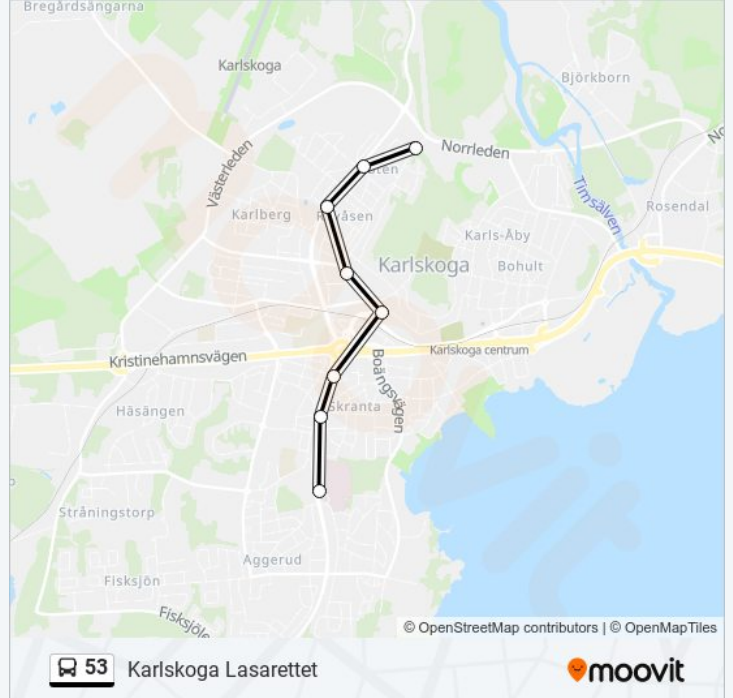 Bregårdsängarna
Karlskoga
Björkborn
Norrleden
Västerleden
Timsälven
Rosendal
Karlberg
Karls-Åby
Karlskoga
Bohult
Kristinehamnsvägen
Karlskoga centrum
Boängsvägen
Skranta
Häsängen
Stråningstorp
Aggerud
Fisksjön
© OpenStreetMap contributors | © OpenMapTiles
53 Karlskoga Lasarettet
moovit